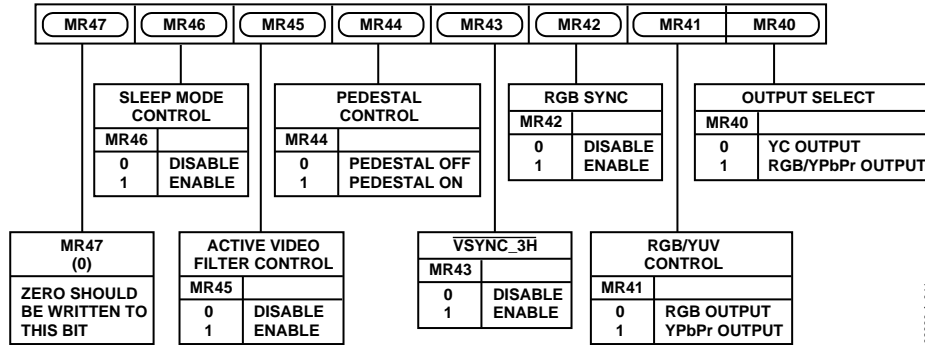 MR47 MR46 MR45 MR44 MR43 MR42 MR41 MR40
SLEEP MODE
CONTROL
MR46
0 DISABLE
1 ENABLE
PEDESTAL
CONTROL
MR44
0 PEDESTAL OFF
1 PEDESTAL ON
RGB SYNC
MR42
0 DISABLE
1 ENABLE
OUTPUT SELECT
MR40
0 YC OUTPUT
1 RGB/YPbPr OUTPUT
MR47
(0)
ZERO SHOULD
BE WRITTEN TO
THIS BIT
ACTIVE VIDEO
FILTER CONTROL
MR45
0 DISABLE
1 ENABLE
VSYNC_3H
MR43
0 DISABLE
1 ENABLE
RGB/YUV
CONTROL
MR41
0 RGB OUTPUT
1 YPbPr OUTPUT